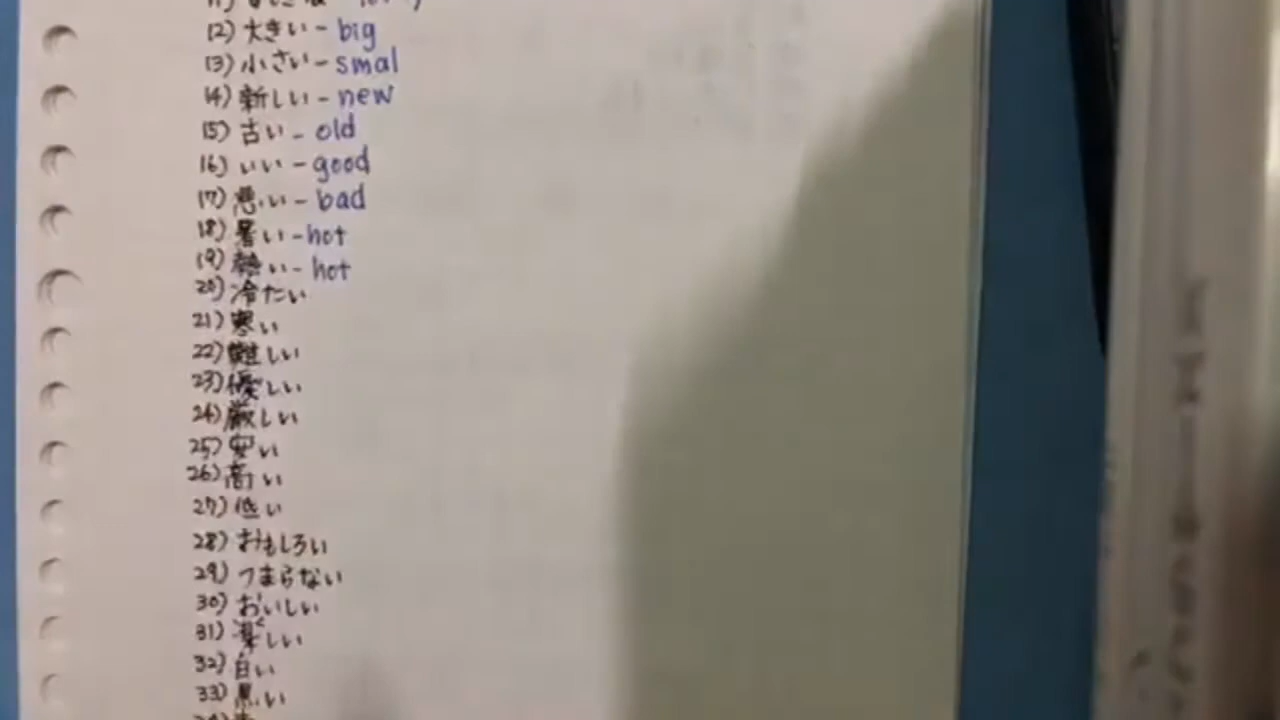 12) 大きい - big
13) 小さい - smal
14) 新しい - new
15) 古い - old
16) いい - good
17) 悪い - bad
18) 暑い - hot
19) 熱い - hot
20) 冷たい
21) 寒い
22) 難しい
23) 優しい
24) 厳しい
25) 安い
26) 高い
27) 低い
28) おもしろい
29) つまらない
30) おいしい
31) 楽しい
32) 白い
33) 黒い